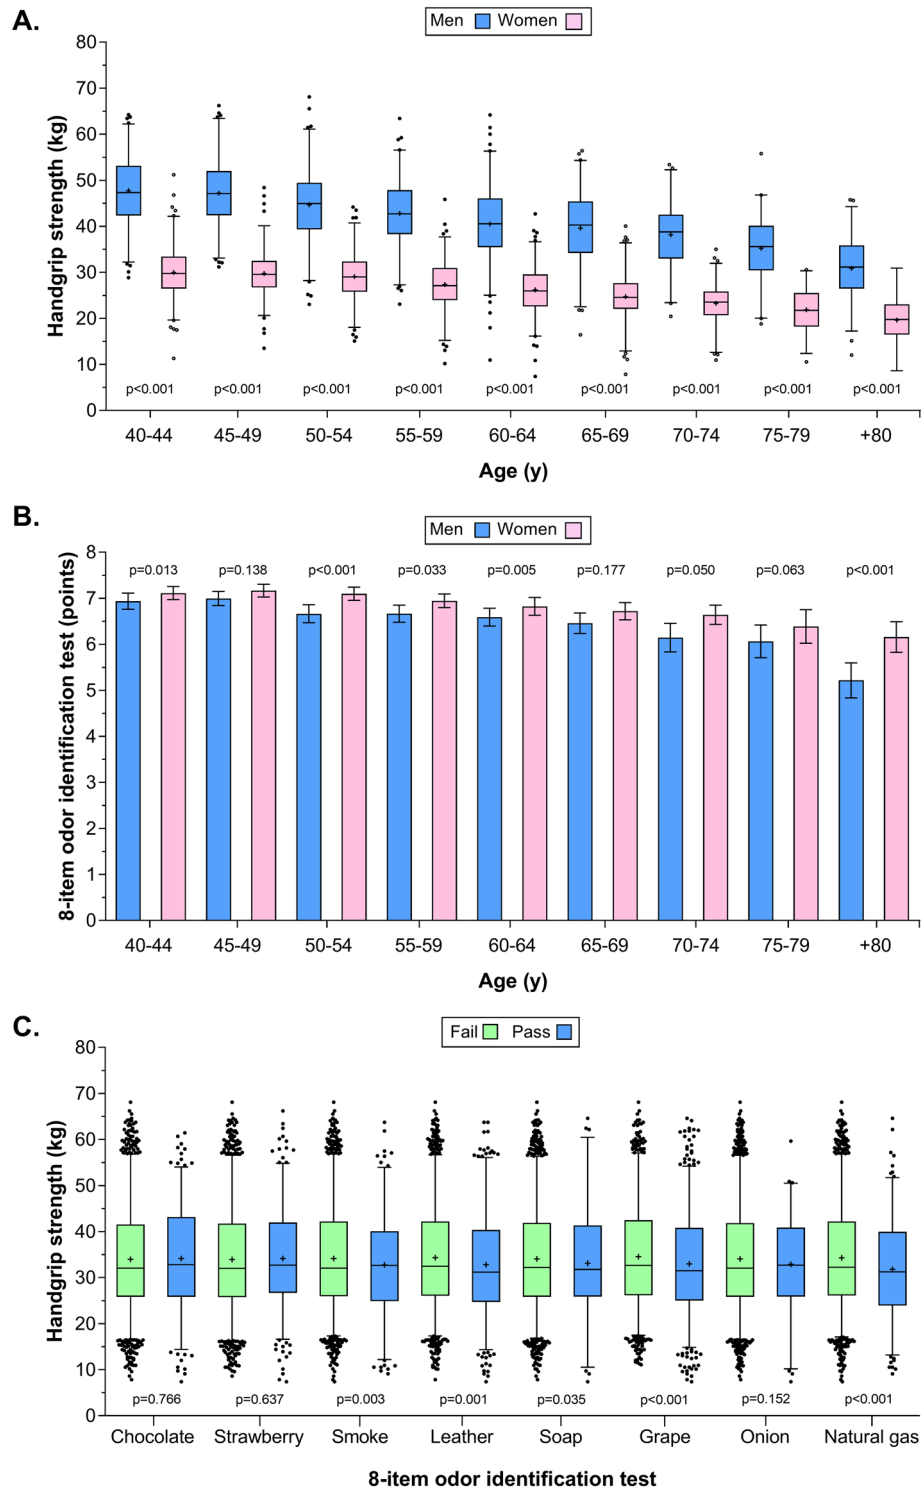 A.
Men Women
Handgrip strength (kg)
80
70
60
50
40
30
20
10
0
p<0.001 p<0.001 p<0.001 p<0.001 p<0.001 p<0.001 p<0.001 p<0.001 p<0.001
40-44 45-49 50-54 55-59 60-64 65-69 70-74 75-79 +80
Age (y)
B.
Men Women
8-item odor identification test (points)
8
7
6
5
4
3
2
1
0
p=0.013 p=0.138 p<0.001 p=0.033 p=0.005 p=0.177 p=0.050 p=0.063 p<0.001
40-44 45-49 50-54 55-59 60-64 65-69 70-74 75-79 +80
Age (y)
C.
Fail Pass
Handgrip strength (kg)
80
70
60
50
40
30
20
10
0
p=0.766 p=0.637 p=0.003 p=0.001 p=0.035 p<0.001 p=0.152 p<0.001
Chocolate Strawberry Smoke Leather Soap Grape Onion Natural gas
8-item odor identification test